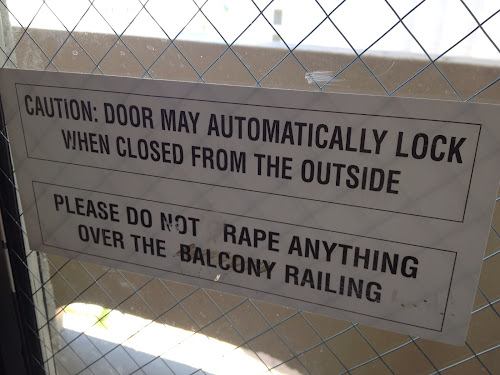 CAUTION: DOOR MAY AUTOMATICALLY LOCK
WHEN CLOSED FROM THE OUTSIDE
PLEASE DO NOT RAPE ANYTHING
OVER THE BALCONY RAILING